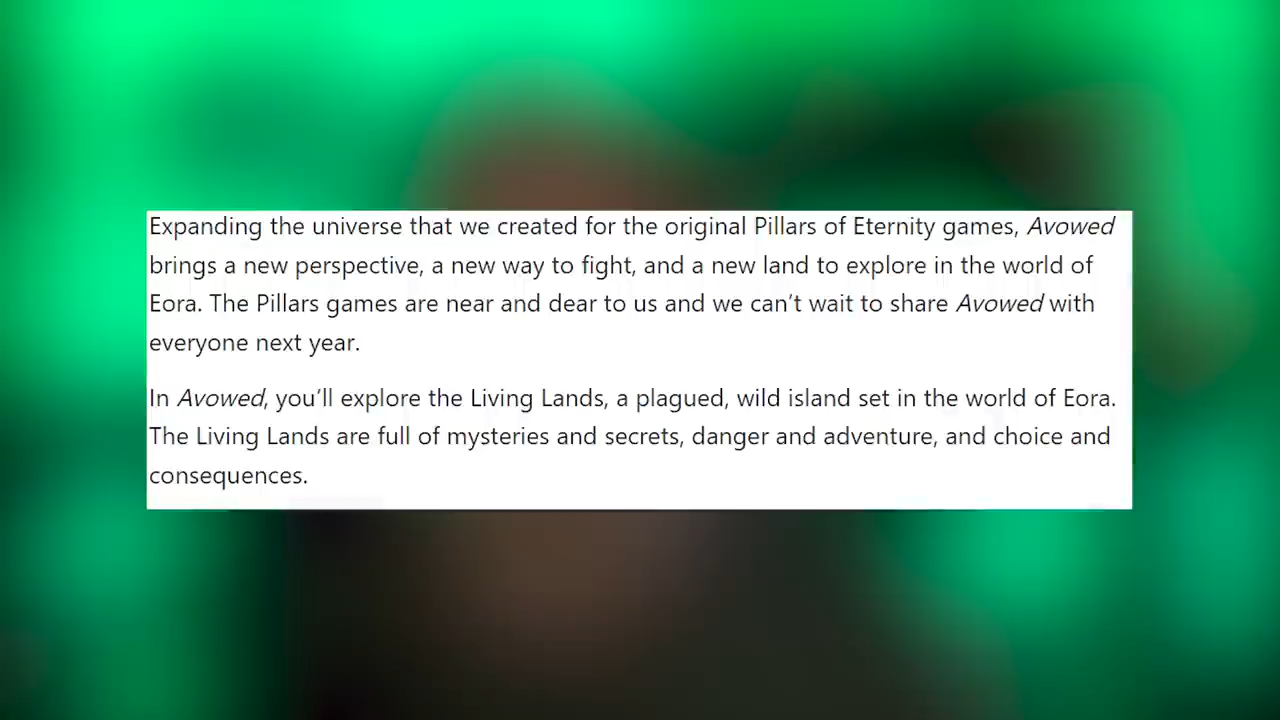 Expanding the universe that we created for the original Pillars of Eternity games, Avowed
brings a new perspective, a new way to fight, and a new land to explore in the world of
Eora. The Pillars games are near and dear to us and we can’t wait to share Avowed with
everyone next year.
In Avowed, you’ll explore the Living Lands, a plagued, wild island set in the world of Eora.
The Living Lands are full of mysteries and secrets, danger and adventure, and choice and
consequences.